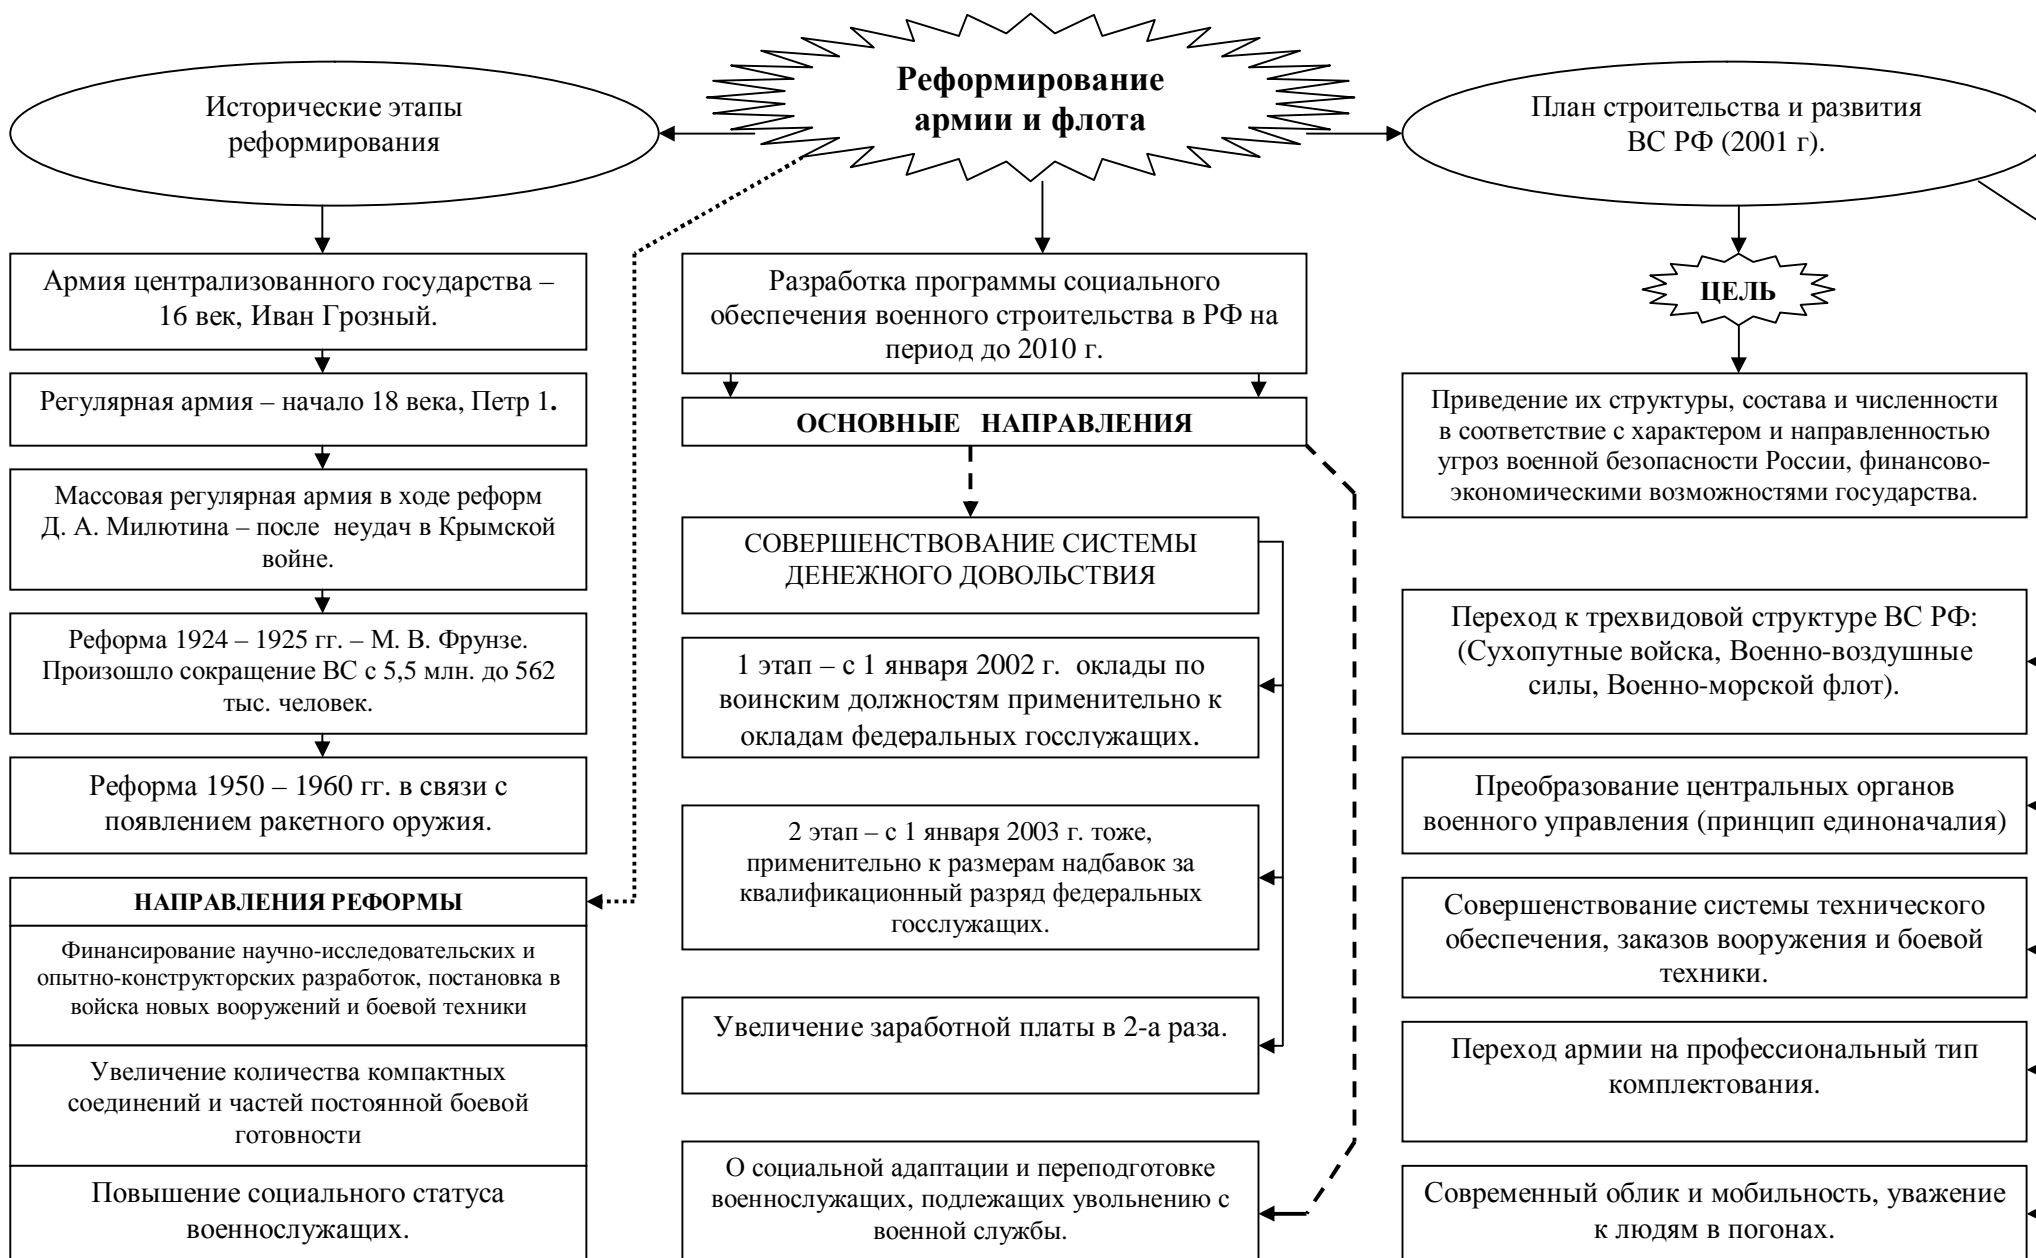 Реформирование
армии и флота
Исторические этапы
реформирования
Армия централизованного государства –
16 век, Иван Грозный.
Регулярная армия – начало 18 века, Петр 1.
Массовая регулярная армия в ходе реформ
Д. А. Милютина – после неудач в Крымской
войне.
Реформа 1924 – 1925 гг. – М. В. Фрунзе.
Произошло сокращение ВС с 5,5 млн. до 562
тыс. человек.
Реформа 1950 – 1960 гг. в связи с
появлением ракетного оружия.
НАПРАВЛЕНИЯ РЕФОРМЫ
Финансирование научно-исследовательских и
опытно-конструкторских разработок, постановка в
войска новых вооружений и боевой техники
Увеличение количества компактных
соединений и частей постоянной боевой
готовности
Повышение социального статуса
военнослужащих.
Разработка программы социального
обеспечения военного строительства в РФ на
период до 2010 г.
ОСНОВНЫЕ НАПРАВЛЕНИЯ
СОВЕРШЕНСТВОВАНИЕ СИСТЕМЫ
ДЕНЕЖНОГО ДОВОЛЬСТВИЯ
1 этап – с 1 января 2002 г. оклады по
воинским должностям применительно к
окладам федеральных госслужащих.
2 этап – с 1 января 2003 г. тоже,
применительно к размерам надбавок за
квалификационный разряд федеральных
госслужащих.
Увеличение заработной платы в 2-а раза.
О социальной адаптации и переподготовке
военнослужащих, подлежащих увольнению с
военной службы.
План строительства и развития
ВС РФ (2001 г).
ЦЕЛЬ
Приведение их структуры, состава и численности
в соответствие с характером и направленностью
угроз военной безопасности России, финансово-
экономическими возможностями государства.
Переход к трехвидовой структуре ВС РФ:
(Сухопутные войска, Военно-воздушные
силы, Военно-морской флот).
Преобразование центральных органов
военного управления (принцип единоначалия)
Совершенствование системы технического
обеспечения, заказов вооружения и боевой
техники.
Переход армии на профессиональный тип
комплектования.
Современный облик и мобильность, уважение
к людям в погонах.